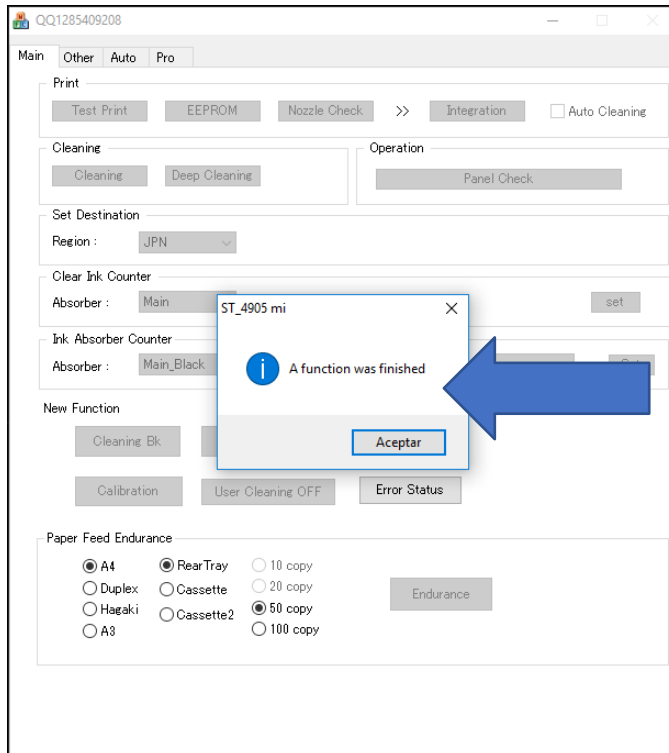 QQ1285409208
Main Other Auto Pro
Print
Test Print EEPROM Nozzle Check >> Integration Auto Cleaning
Cleaning Operation
Cleaning Deep Cleaning Panel Check
Set Destination
Region : JPN
Clear Ink Counter
Absorber : Main set
ST_4905 mi
Ink Absorber Counter
Absorber : Main_Black
A function was finished
New Function
Aceptar
Cleaning Bk
Calibration User Cleaning OFF Error Status
Paper Feed Endurance
A4 RearTray 10 copy
Duplex Cassette 20 copy
Endurance
Hagaki Cassette2 50 copy
A3 100 copy